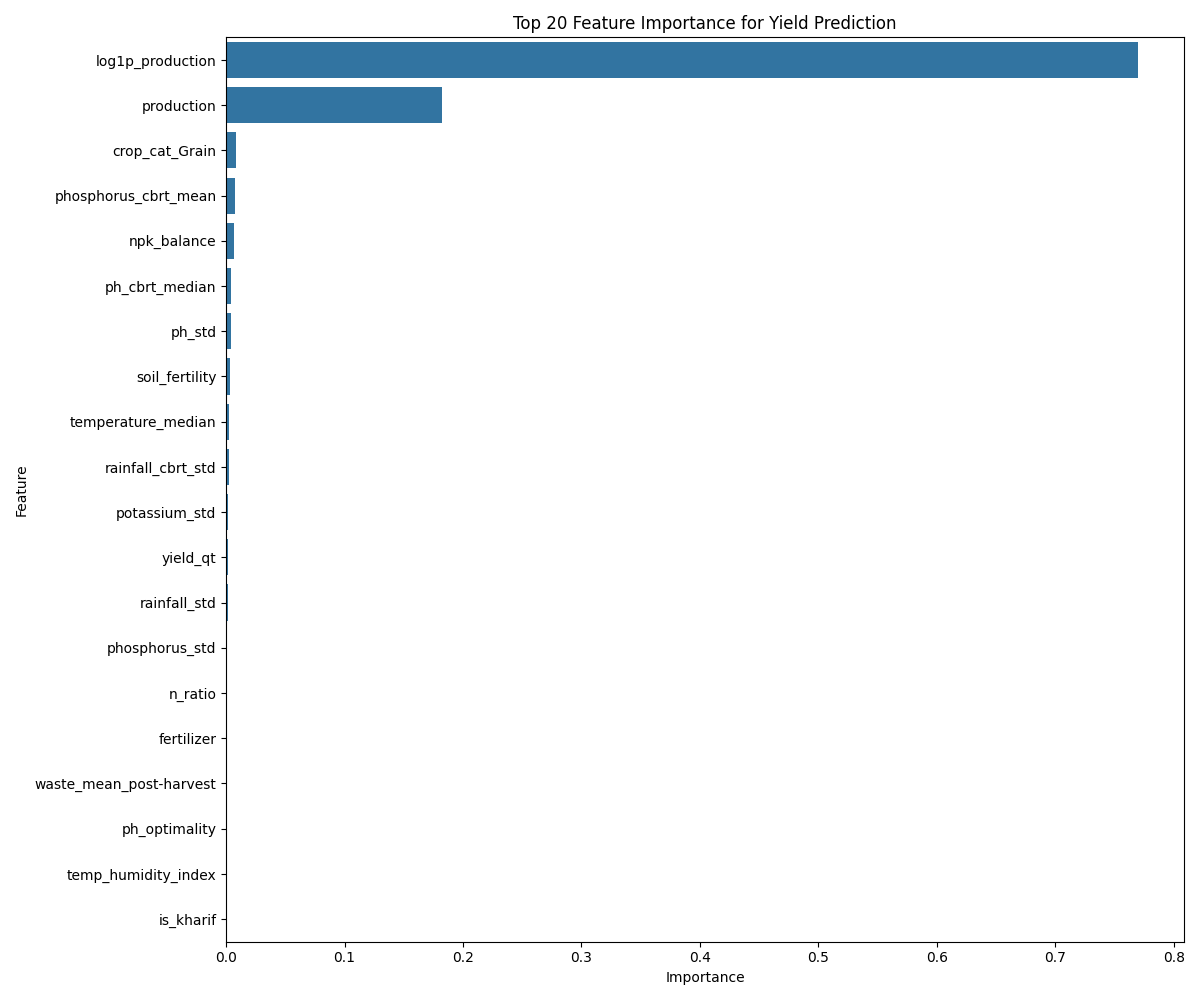 Top 20 Feature Importance for Yield Prediction
log1p_production
production
crop_cat_Grain
phosphorus_cbrt_mean
npk_balance
ph_cbrt_median
ph_std
soil_fertility
temperature_median
rainfall_cbrt_std
potassium_std
yield_qt
rainfall_std
phosphorus_std
n_ratio
fertilizer
waste_mean_post-harvest
ph_optimality
temp_humidity_index
is_kharif
Feature
0.0 0.1 0.2 0.3 0.4 0.5 0.6 0.7 0.8
Importance